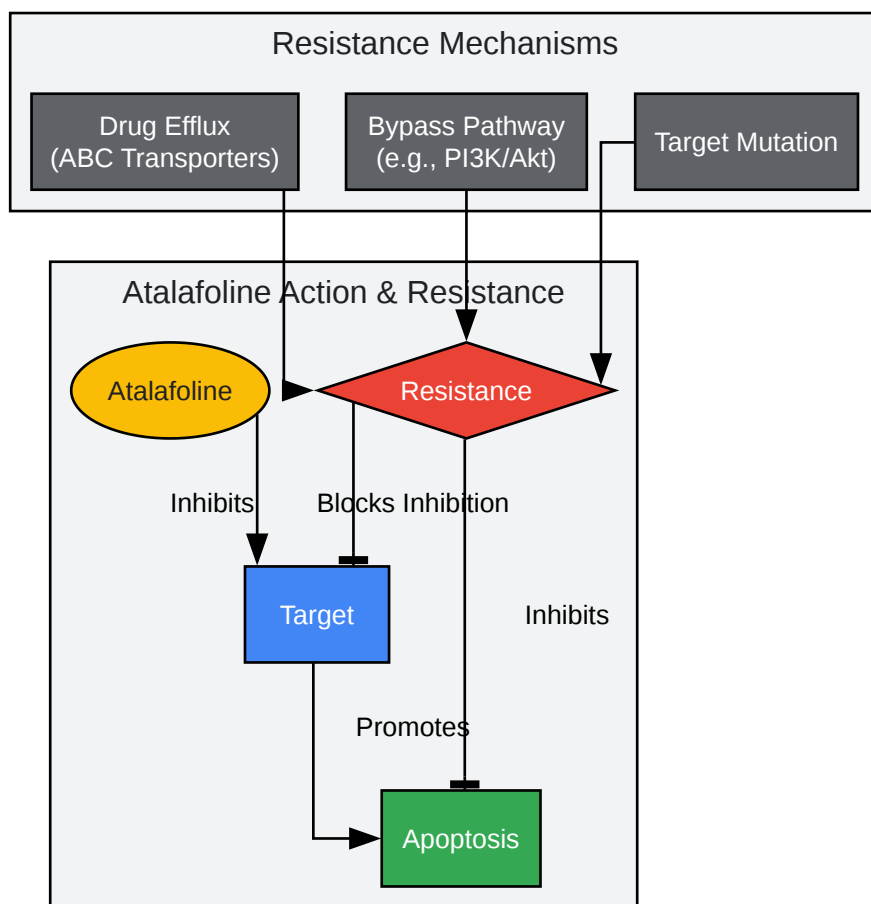 Resistance Mechanisms
Drug Efflux
(ABC Transporters)
Bypass Pathway
(e.g., PI3K/Akt)
Target Mutation
Atalafoline Action & Resistance
Atalafoline
Resistance
Inhibits
Blocks Inhibition
Target
Inhibits
Promotes
Apoptosis